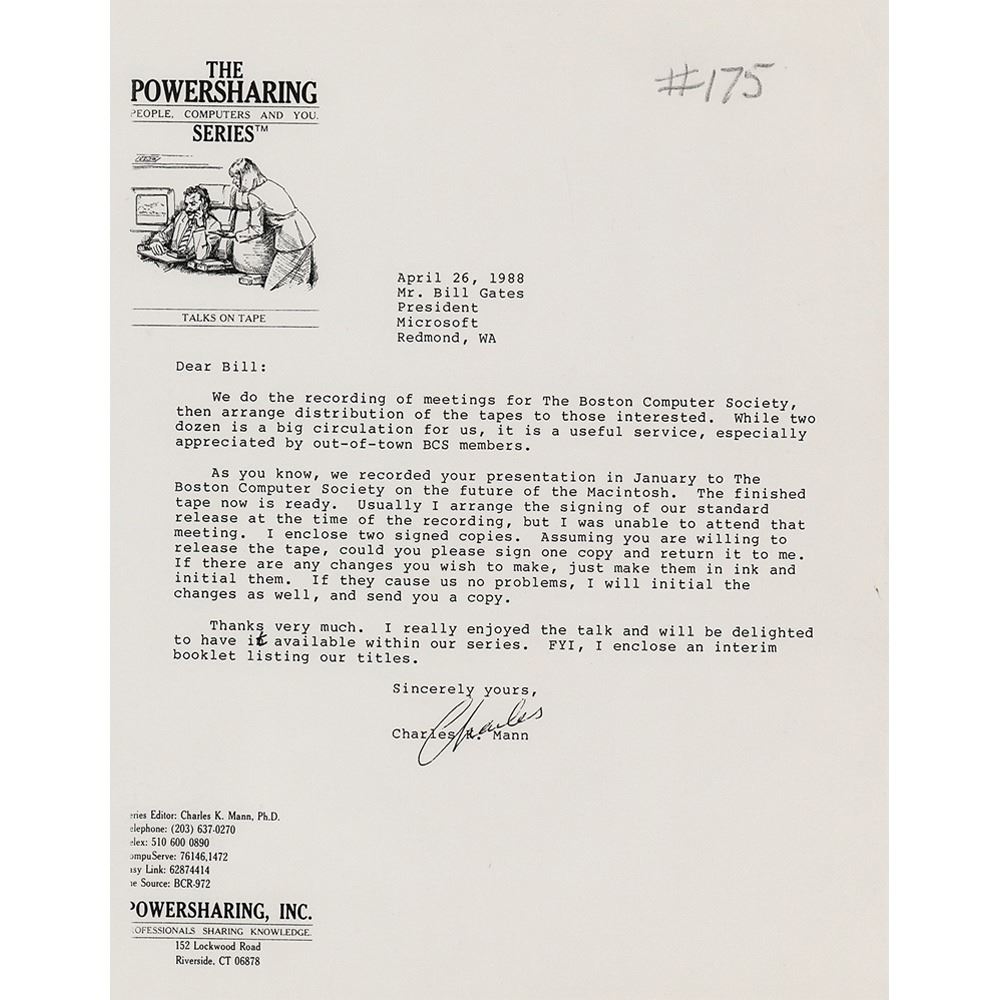 THE
POWERSHARING
PEOPLE, COMPUTERS AND YOU.
SERIES™
#175
TALKS ON TAPE
April 26, 1988
Mr. Bill Gates
President
Microsoft
Redmond, WA
Dear Bill:
We do the recording of meetings for The Boston Computer Society,
then arrange distribution of the tapes to those interested. While two
dozen is a big circulation for us, it is a useful service, especially
appreciated by out-of-town BCS members.
As you know, we recorded your presentation in January to The
Boston Computer Society on the future of the Macintosh. The finished
tape now is ready. Usually I arrange the signing of our standard
release at the time of the recording, but I was unable to attend that
meeting. I enclose two signed copies. Assuming you are willing to
release the tape, could you please sign one copy and return it to me.
If there are any changes you wish to make, just make them in ink and
initial them. If they cause us no problems, I will initial the
changes as well, and send you a copy.
Thanks very much. I really enjoyed the talk and will be delighted
to have it available within our series. FYI, I enclose an interim
booklet listing our titles.
Sincerely yours,
Charles
Charles K. Mann
eries Editor: Charles K. Mann, Ph.D.
elephone: (203) 637-0270
elex: 510 600 0890
ompuServe: 76146,1472
asy Link: 62874414
he Source: BCR-972
POWERSHARING, INC.
ROFESSIONALS SHARING KNOWLEDGE.
152 Lockwood Road
Riverside, CT 06878